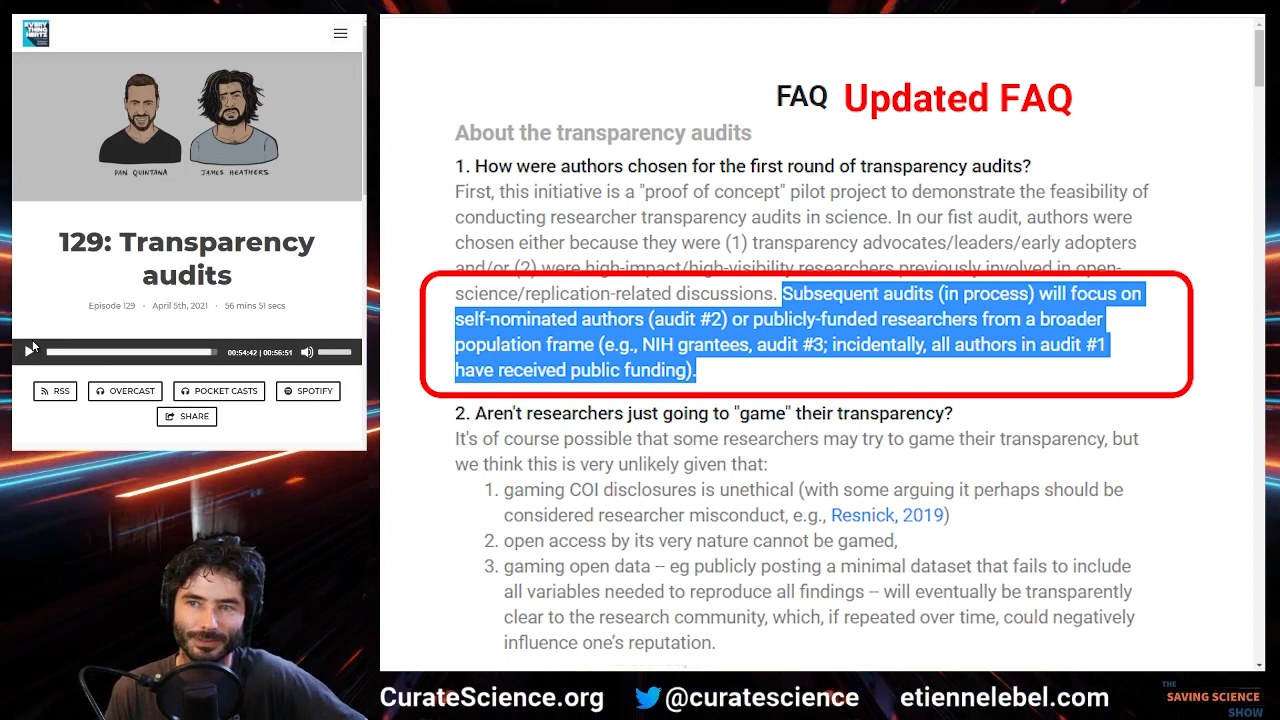 EVERY
THING
HERTZ
DAN QUINTANA
JAMES HEATHERS
129: Transparency
audits
Episode 129 - April 5th, 2021 - 56 mins 51 secs
00:54:42 | 00:56:51
RSS
OVERCAST
POCKET CASTS
SPOTIFY
SHARE
FAQ Updated FAQ
About the transparency audits
1. How were authors chosen for the first round of transparency audits?
First, this initiative is a "proof of concept" pilot project to demonstrate the feasibility of
conducting researcher transparency audits in science. In our fist audit, authors were
chosen either because they were (1) transparency advocates/leaders/early adopters
and/or (2) were high-impact/high-visibility researchers previously involved in open-
science/replication-related discussions. Subsequent audits (in process) will focus on
self-nominated authors (audit #2) or publicly-funded researchers from a broader
population frame (e.g., NIH grantees, audit #3; incidentally, all authors in audit #1
have received public funding).
2. Aren't researchers just going to "game" their transparency?
It's of course possible that some researchers may try to game their transparency, but
we think this is very unlikely given that:
1. gaming COI disclosures is unethical (with some arguing it perhaps should be
considered researcher misconduct, e.g., Resnick, 2019)
2. open access by its very nature cannot be gamed,
3. gaming open data -- eg publicly posting a minimal dataset that fails to include
all variables needed to reproduce all findings -- will eventually be transparently
clear to the research community, which, if repeated over time, could negatively
influence one's reputation.
CurateScience.org @curatescience etiennelebel.com
THE
SAVING SCIENCE
SHOW